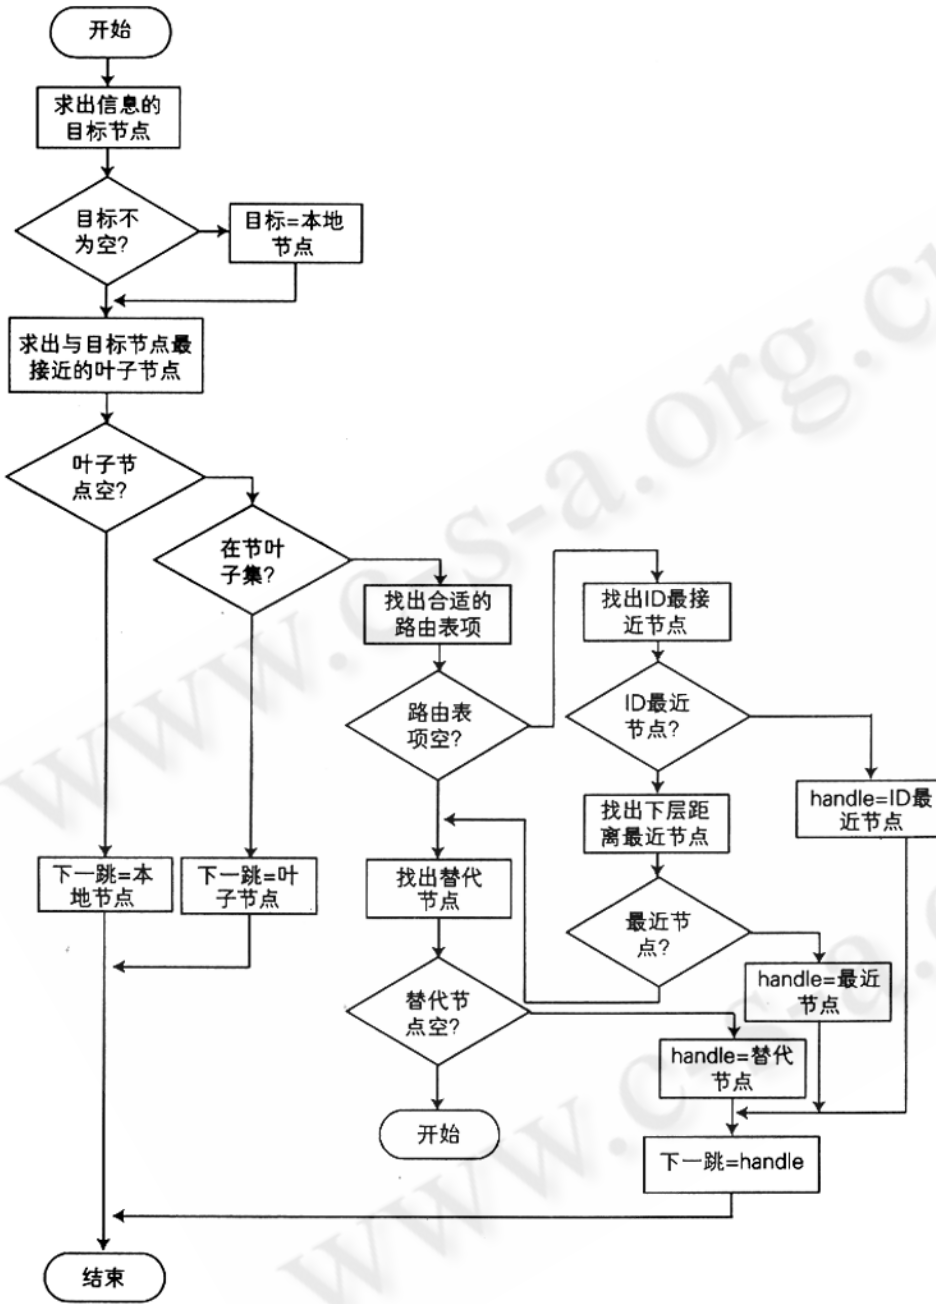 开始
求出信息的
目标节点
目标不
为空?
目标=本地
节点
求出与目标节点最
接近的叶子节点
叶子节
点空?
在节叶
子集?
找出合适的
路由表项
找出ID最接
近节点
路由表
项空?
ID最近
节点?
handle=ID最
近节点
找出下层距
离最近节点
下一跳=本
地节点
下一跳=叶
子节点
找出替代
节点
最近节
点?
handle=最近
节点
替代节
点空?
handle=替代
节点
开始
下一跳=handle
结束
www.c-s-a.org.cn
www.c-s-a.o